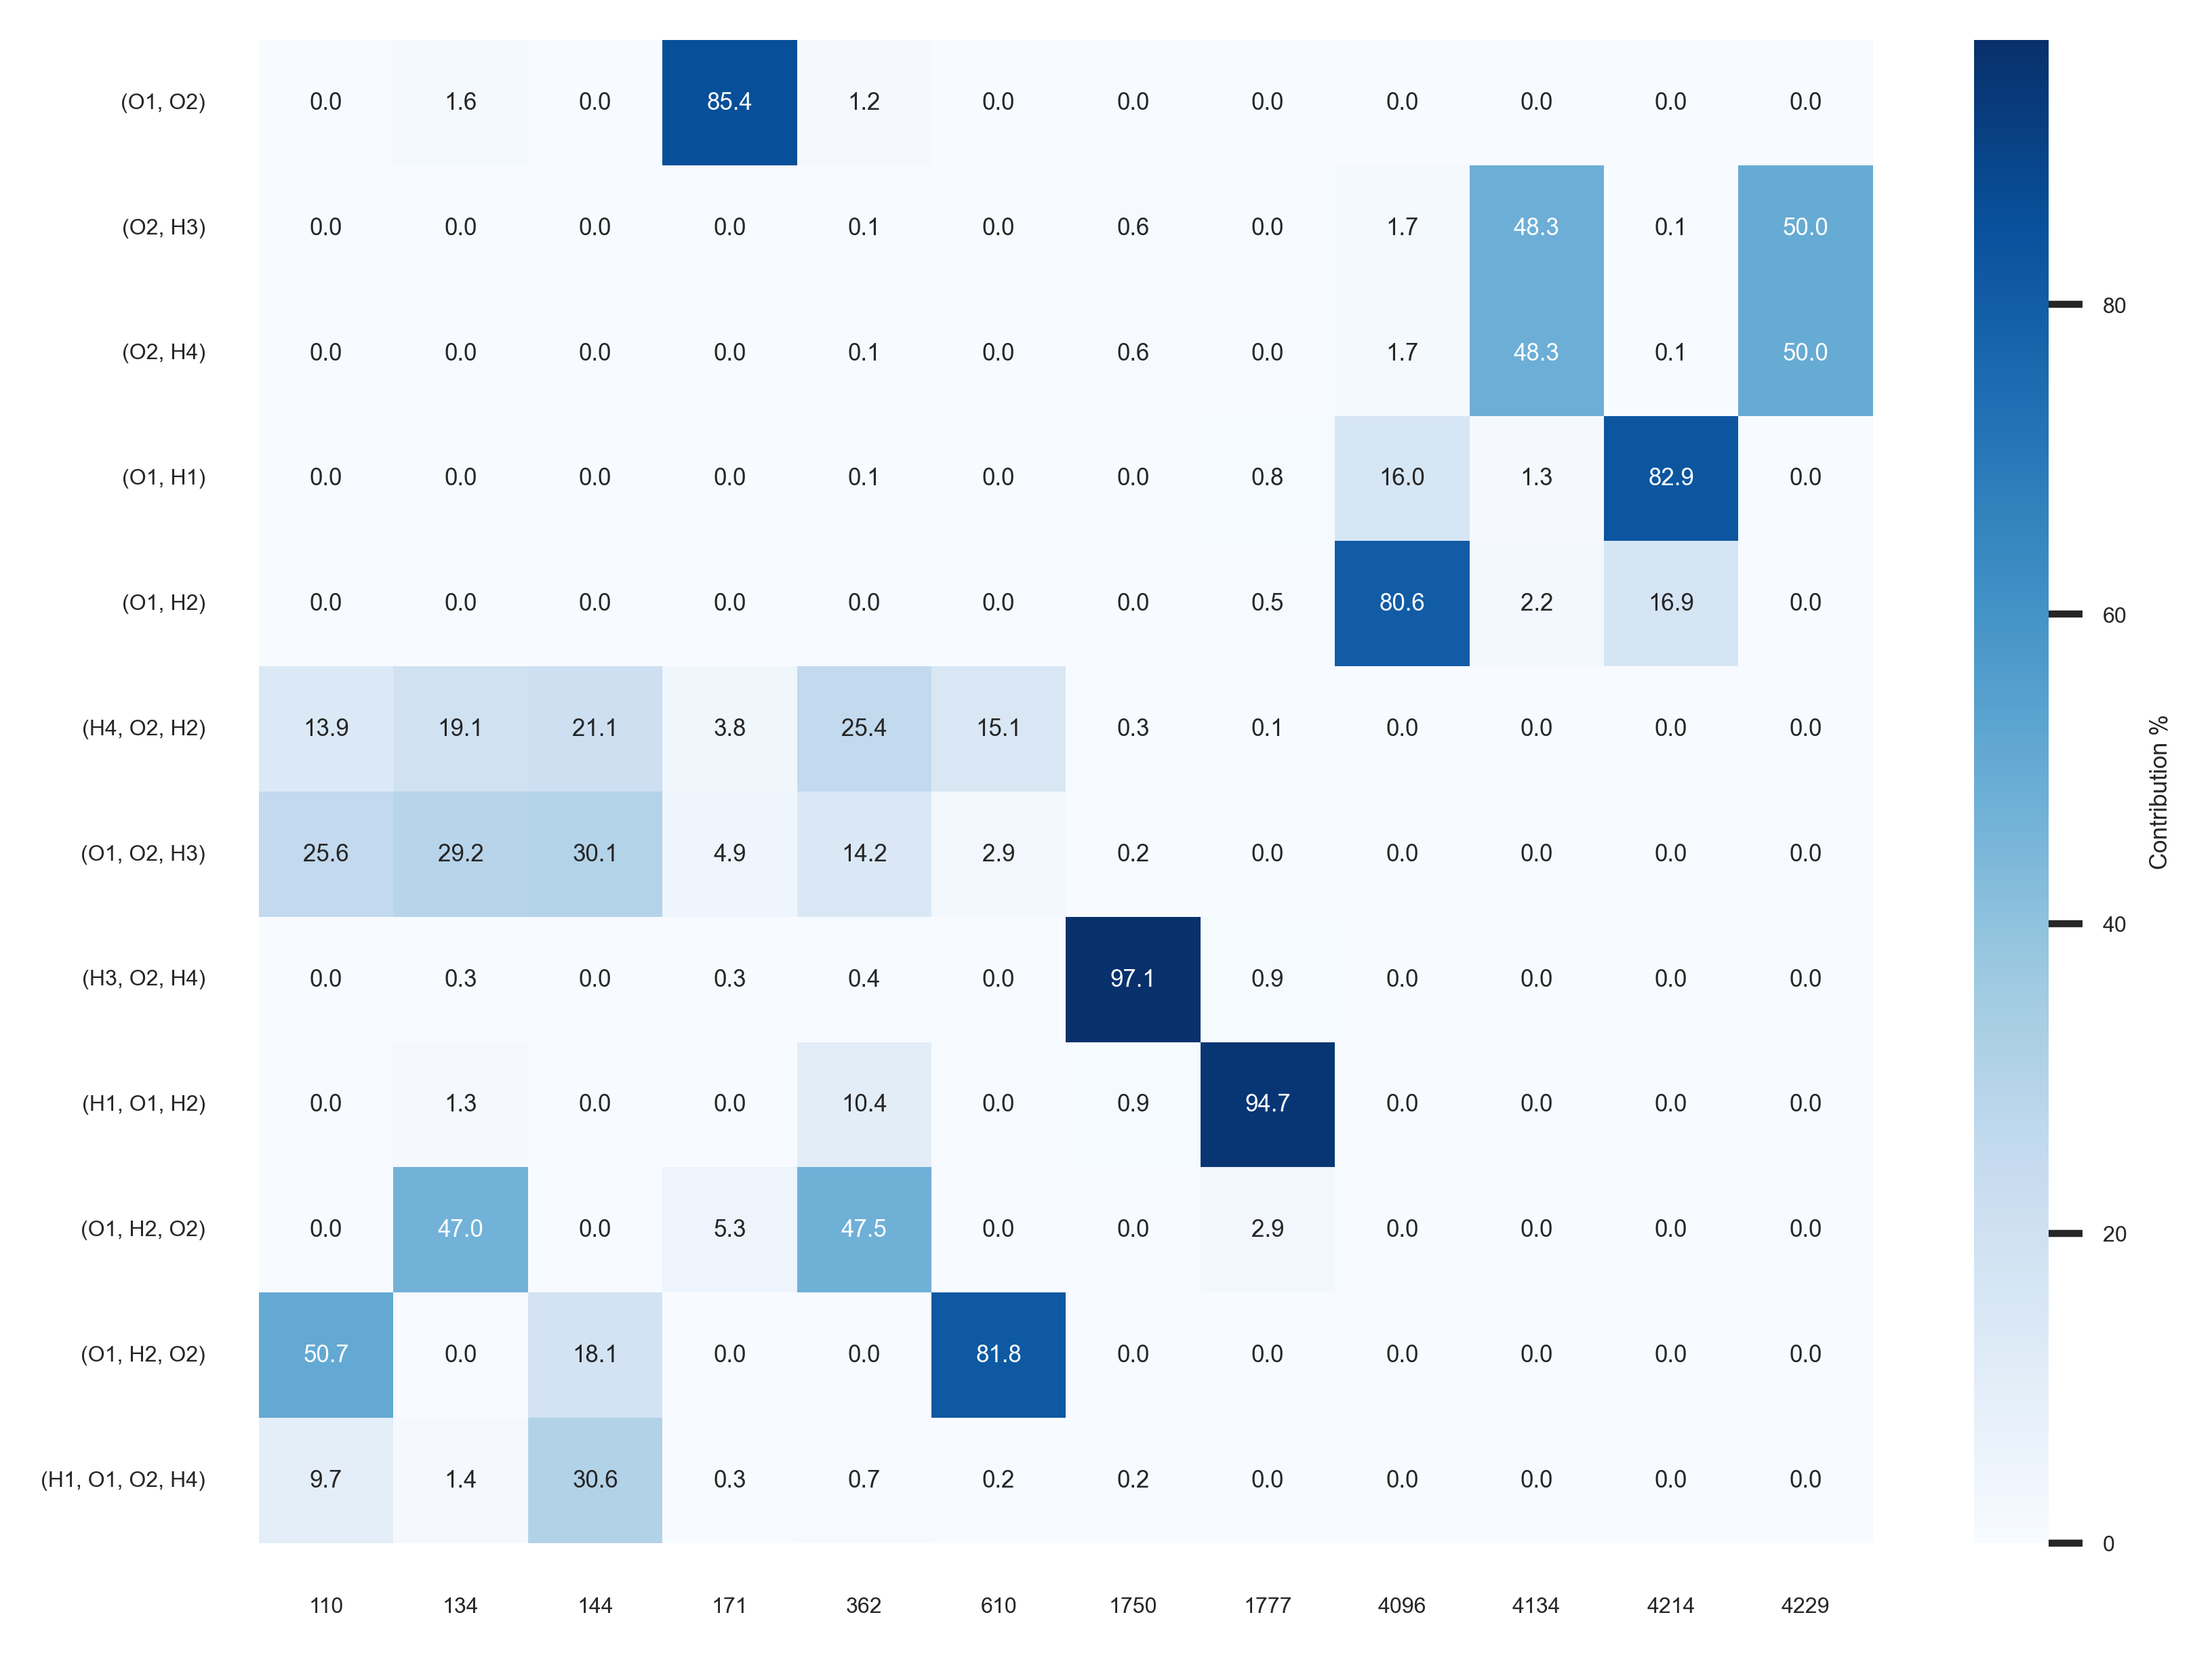 (O1, O2) 0.0 1.6 0.0 85.4 1.2 0.0 0.0 0.0 0.0 0.0 0.0 0.0
(O2, H3) 0.0 0.0 0.0 0.0 0.1 0.0 0.6 0.0 1.7 48.3 0.1 50.0
80
(O2, H4) 0.0 0.0 0.0 0.0 0.1 0.0 0.6 0.0 1.7 48.3 0.1 50.0
(O1, H1) 0.0 0.0 0.0 0.0 0.1 0.0 0.0 0.8 16.0 1.3 82.9 0.0
(O1, H2) 0.0 0.0 0.0 0.0 0.0 0.0 0.0 0.5 80.6 2.2 16.9 0.0
60
(H4, O2, H2) 13.9 19.1 21.1 3.8 25.4 15.1 0.3 0.1 0.0 0.0 0.0 0.0
Contribution %
(O1, O2, H3) 25.6 29.2 30.1 4.9 14.2 2.9 0.2 0.0 0.0 0.0 0.0 0.0
40
(H3, O2, H4) 0.0 0.3 0.0 0.3 0.4 0.0 97.1 0.9 0.0 0.0 0.0 0.0
(H1, O1, H2) 0.0 1.3 0.0 0.0 10.4 0.0 0.9 94.7 0.0 0.0 0.0 0.0
(O1, H2, O2) 0.0 47.0 0.0 5.3 47.5 0.0 0.0 2.9 0.0 0.0 0.0 0.0
20
(O1, H2, O2) 50.7 0.0 18.1 0.0 0.0 81.8 0.0 0.0 0.0 0.0 0.0 0.0
(H1, O1, O2, H4) 9.7 1.4 30.6 0.3 0.7 0.2 0.2 0.0 0.0 0.0 0.0 0.0
0
110 134 144 171 362 610 1750 1777 4096 4134 4214 4229